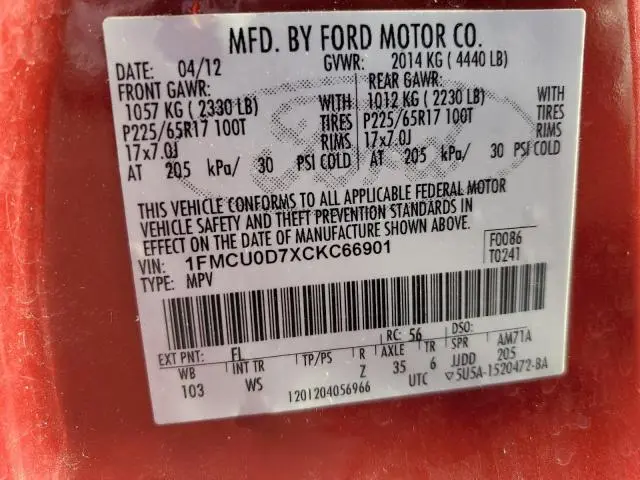 MFD. BY FORD MOTOR CO.
DATE: 04/12 GVWR: 2014 KG ( 4440 LB)
FRONT GAWR: REAR GAWR:
1057 KG ( 2330 LB) WITH 1012 KG ( 2230 LB) WITH
P225/65R17 100T TIRES P225/65R17 100T TIRES
17x7.0J RIMS 17x7.0J RIMS
AT 205 kPa/ 30 PSI COLD AT 205 kPa/ 30 PSI COLD
Ford
THIS VEHICLE CONFORMS TO ALL APPLICABLE FEDERAL MOTOR
VEHICLE SAFETY AND THEFT PREVENTION STANDARDS IN
EFFECT ON THE DATE OF MANUFACTURE SHOWN ABOVE.
VIN: 1FMCU0D7XCKC66901 F0086
TYPE: MPV T0241
EXT PNT: FL RC: 56 DSO:
WB INT TR TP/PS R AXLE TR SPR AM71A
103 WS Z 35 6 JJDD 205
1201204056966 UTC ▽5U5A-1520472-BA